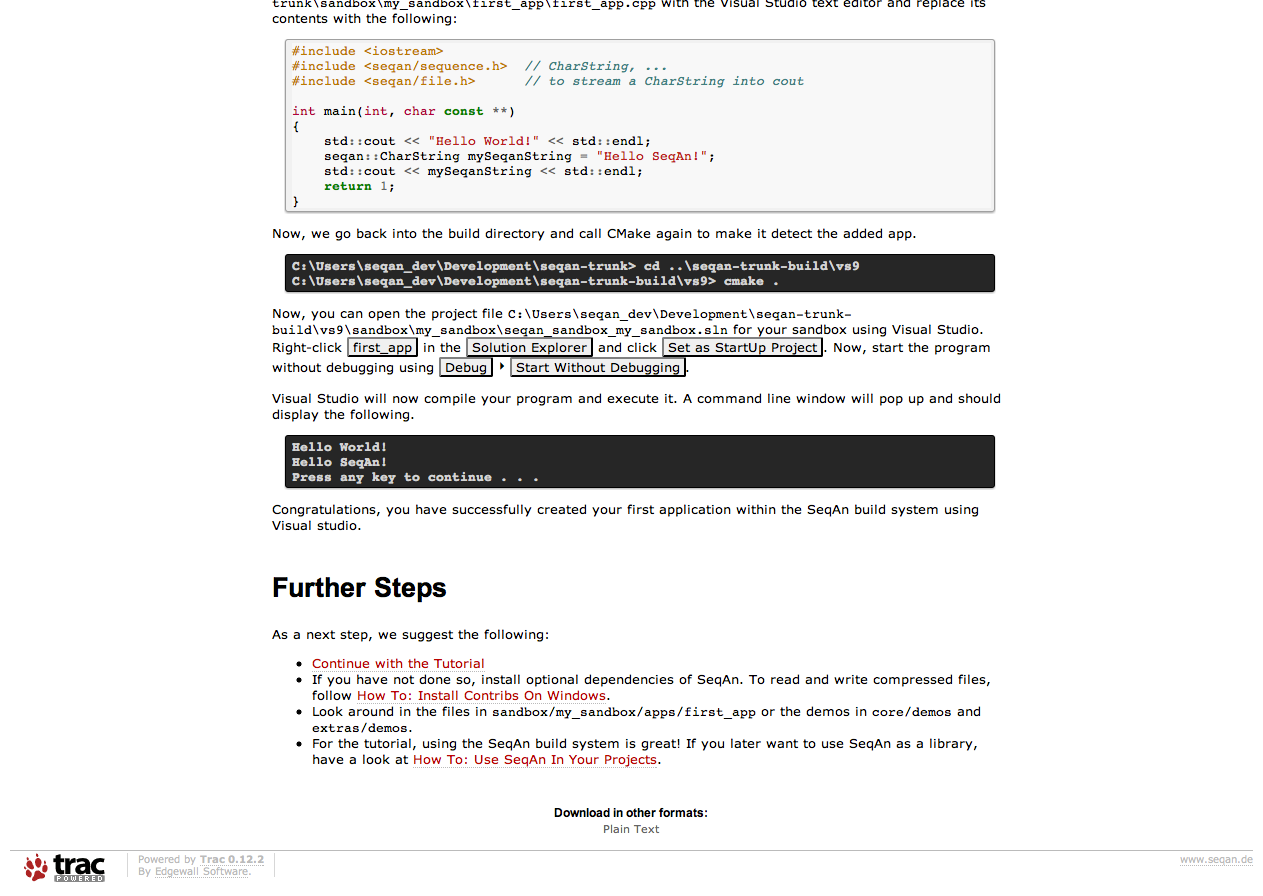 trunk\sandbox\my_sandbox\first_app\first_app.cpp with the Visual Studio text editor and replace its
contents with the following:
#include <iostream>
#include <seqan/sequence.h>  // CharString, ...
#include <seqan/file.h>      // to stream a CharString into cout
int main(int, char const **)
{
    std::cout << "Hello World!" << std::endl;
    seqan::CharString mySeqanString = "Hello SeqAn!";
    std::cout << mySeqanString << std::endl;
    return 1;
}
Now, we go back into the build directory and call CMake again to make it detect the added app.
C:\Users\seqan_dev\Development\seqan-trunk> cd ..\seqan-trunk-build\vs9
C:\Users\seqan_dev\Development\seqan-trunk-build\vs9> cmake .
Now, you can open the project file C:\Users\seqan_dev\Development\seqan-trunk-
build\vs9\sandbox\my_sandbox\seqan_sandbox_my_sandbox.sln for your sandbox using Visual Studio.
Right-click first_app in the Solution Explorer and click Set as StartUp Project. Now, start the program
without debugging using Debug ‣ Start Without Debugging.
Visual Studio will now compile your program and execute it. A command line window will pop up and should
display the following.
Hello World!
Hello SeqAn!
Press any key to continue . . .
Congratulations, you have successfully created your first application within the SeqAn build system using
Visual studio.
Further Steps
As a next step, we suggest the following:
• Continue with the Tutorial
• If you have not done so, install optional dependencies of SeqAn. To read and write compressed files,
follow How To: Install Contribs On Windows.
• Look around in the files in sandbox/my_sandbox/apps/first_app or the demos in core/demos and
extras/demos.
• For the tutorial, using the SeqAn build system is great! If you later want to use SeqAn as a library,
have a look at How To: Use SeqAn In Your Projects.
Download in other formats:
Plain Text
trac
POWERED
Powered by Trac 0.12.2
By Edgewall Software.
www.seqan.de